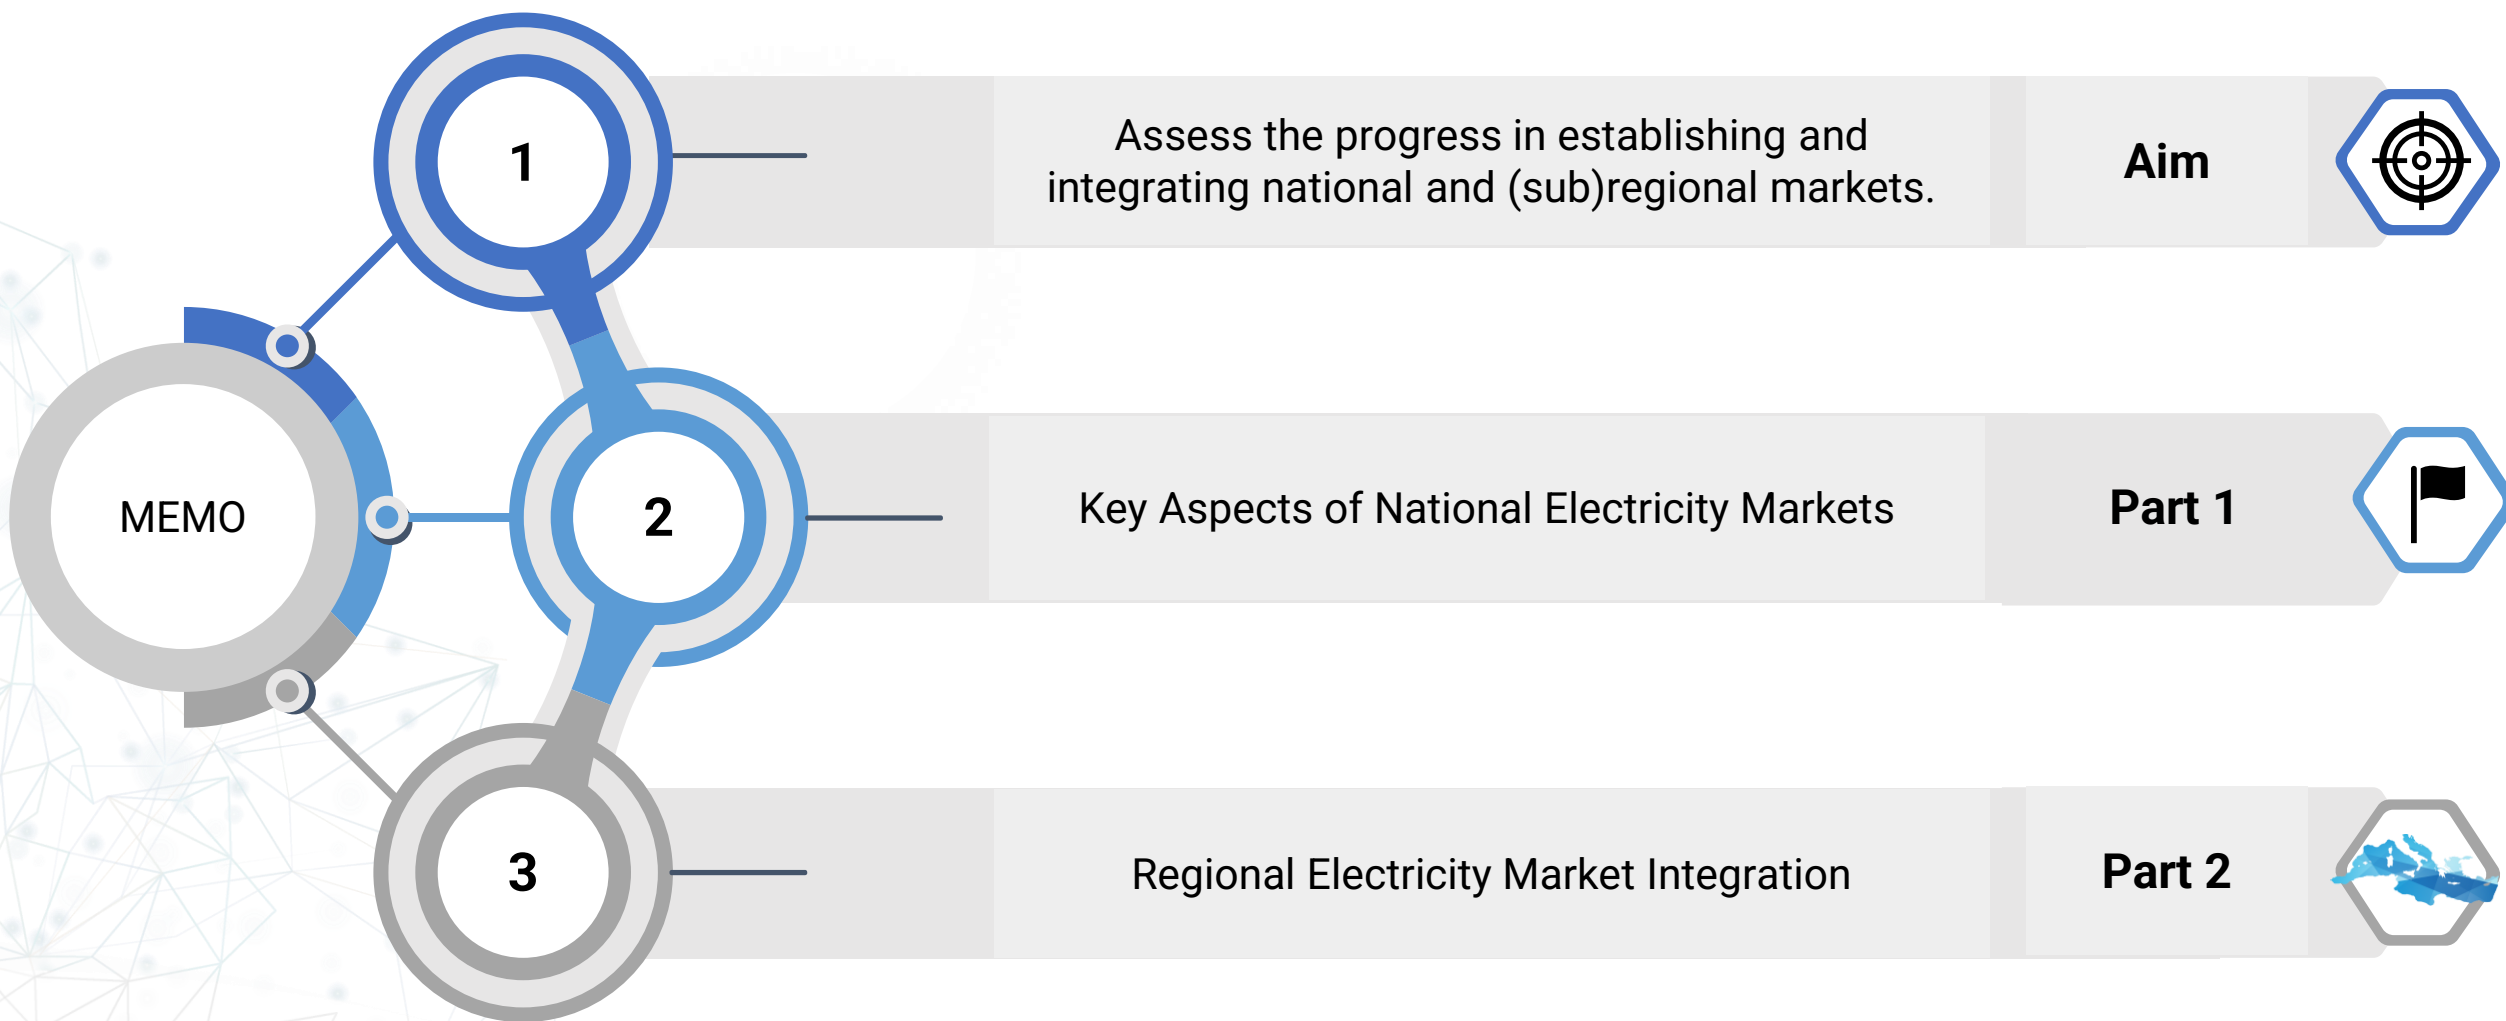 MEMO
1
Assess the progress in establishing and
integrating national and (sub)regional markets.
Aim
2
Key Aspects of National Electricity Markets
Part 1
3
Regional Electricity Market Integration
Part 2